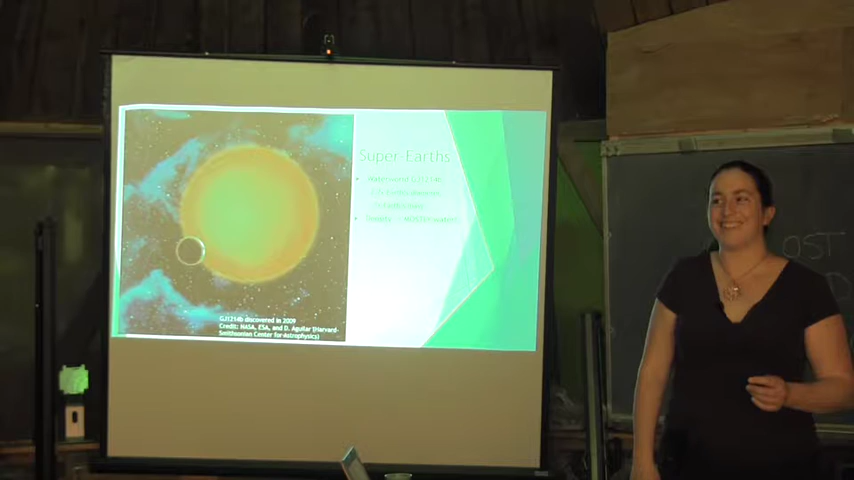 Super-Earths
Waterworld GJ1214b
Density → MOSTLY water!
GJ1214b discovered in 2009
Credit: NASA, ESA, and D. Aguilar (Harvard-
Smithsonian Center for Astrophysics)
OST